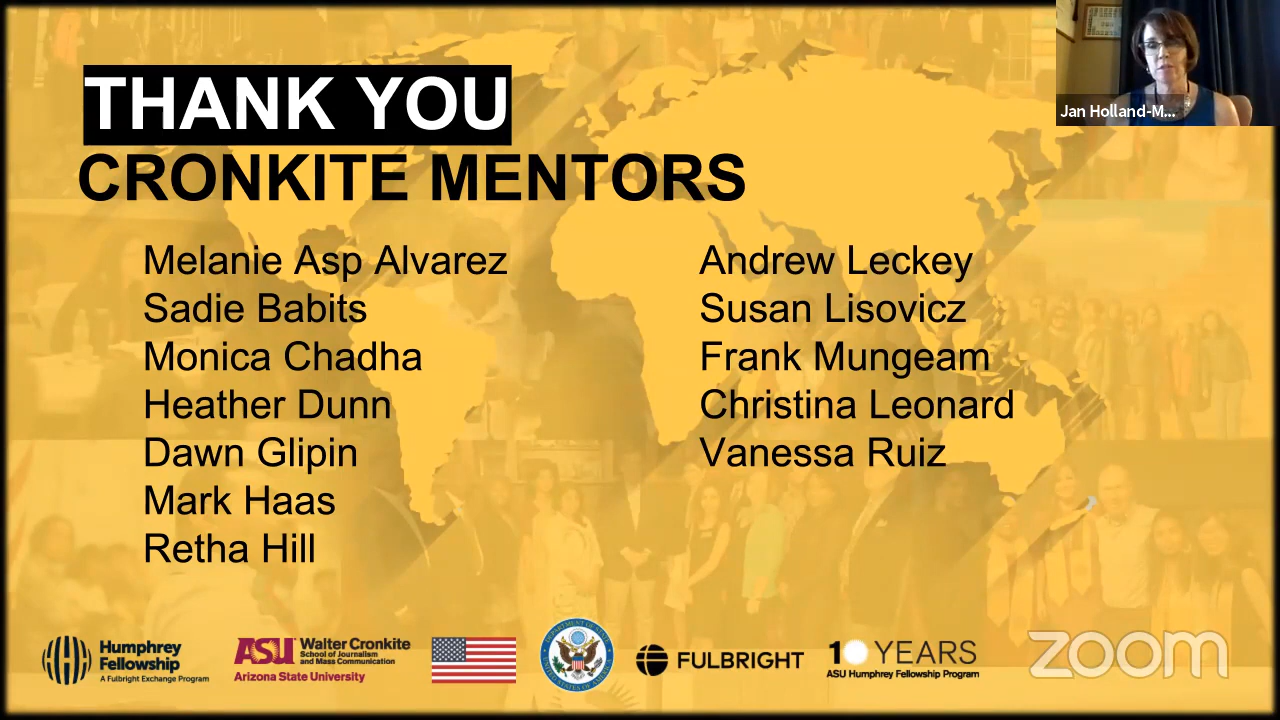 THANK YOU
CRONKITE MENTORS
Melanie Asp Alvarez
Sadie Babits
Monica Chadha
Heather Dunn
Dawn Glipin
Mark Haas
Retha Hill
Andrew Leckey
Susan Lisovicz
Frank Mungeam
Christina Leonard
Vanessa Ruiz
Jan Holland-M...
Humphrey
Fellowship
A Fulbright Exchange Program
ASU Walter Cronkite
School of Journalism
and Mass Communication
Arizona State University
FULBRIGHT
10 YEARS
ASU Humphrey Fellowship Program
zoom